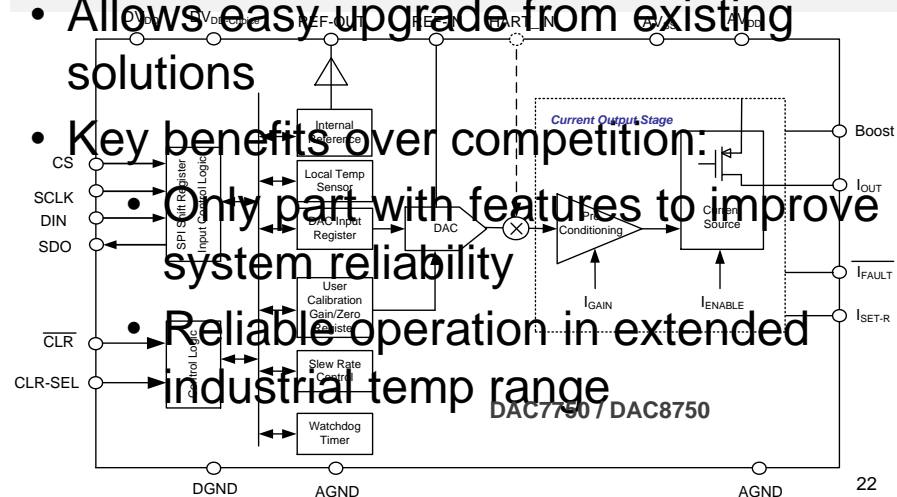 • Allows easy upgrade from existing
solutions
• Key benefits over competition:
• Only part with features to improve
system reliability
• Reliable operation in extended
industrial temp range
DVDD
REF-OUT
REF-IN
HART_IN
AVSS
AVDD
Internal
Reference
Local Temp
Sensor
DAC Input
Register
User
Calibration
Gain/Zero
Register
Slew Rate
Control
Watchdog
Timer
CS
SCLK
DIN
SDO
SPI Shift Register
Input Control Logic
CLR
CLR-SEL
Control Logic
DAC
Current Output Stage
Pre
Conditioning
Current
Source
IGAIN
IENABLE
Boost
IOUT
IFAULT
ISET-R
DAC7750 / DAC8750
DGND
AGND
AGND
22